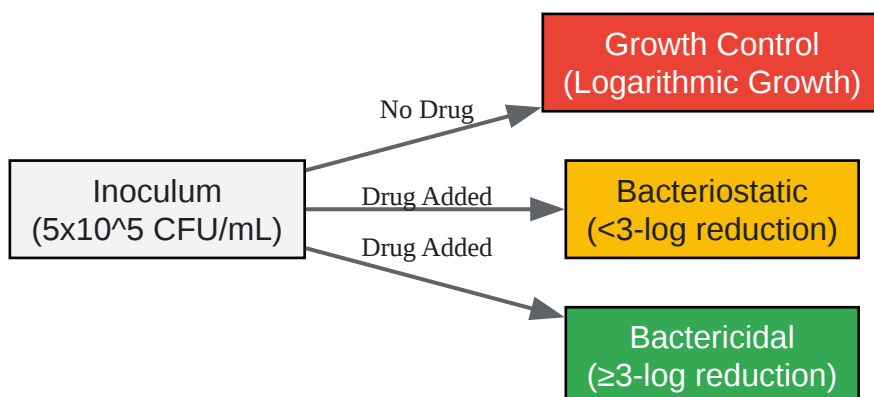 Growth Control
(Logarithmic Growth)
No Drug
Inoculum
(5x10^5 CFU/mL)
Drug Added
Bacteriostatic
(<3-log reduction)
Drug Added
Bactericidal
(≥3-log reduction)